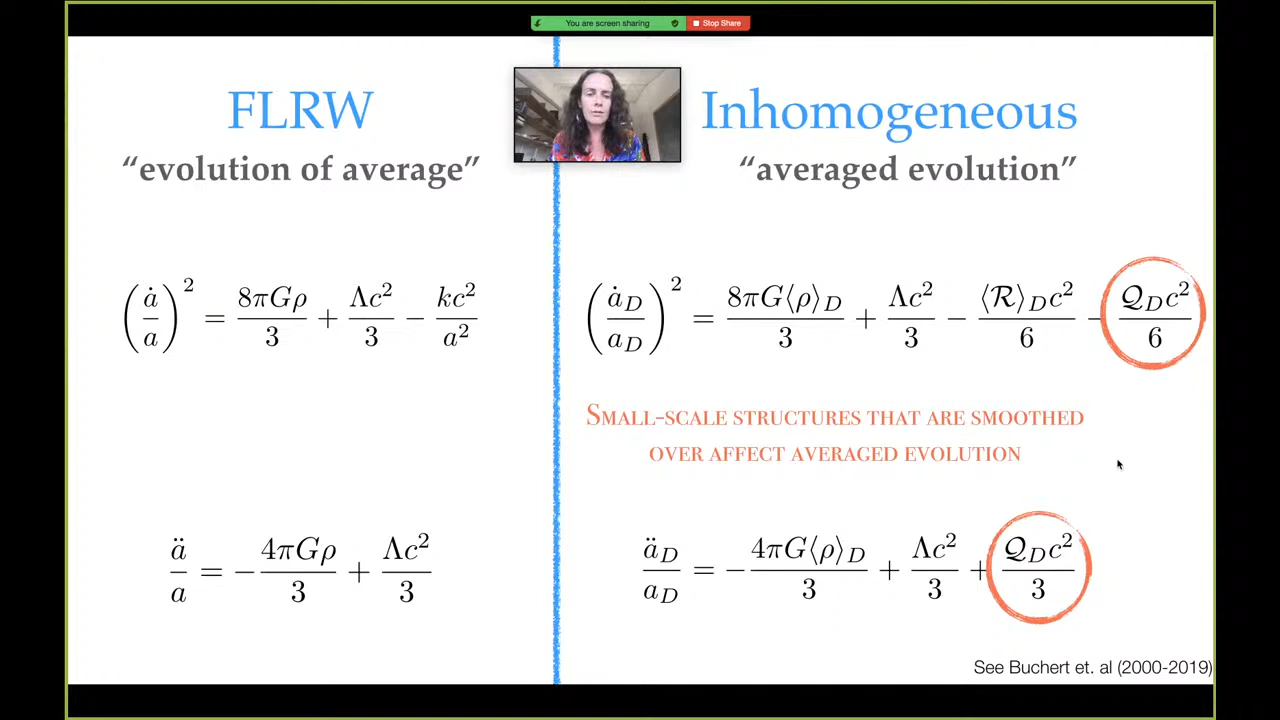 You are screen sharing Stop Share
FLRW
“evolution of average”
Inhomogeneous
“averaged evolution”
(ȧ/a)² = 8πGρ/3 + Λc²/3 − kc²/a²
(ȧ_D/a_D)² = 8πG⟨ρ⟩_D/3 + Λc²/3 − ⟨ℛ⟩_D c²/6 − 𝒬_D c²/6
Small-scale structures that are smoothed
over affect averaged evolution
ä/a = −4πGρ/3 + Λc²/3
ä_D/a_D = −4πG⟨ρ⟩_D/3 + Λc²/3 + 𝒬_D c²/3
See Buchert et. al (2000-2019)